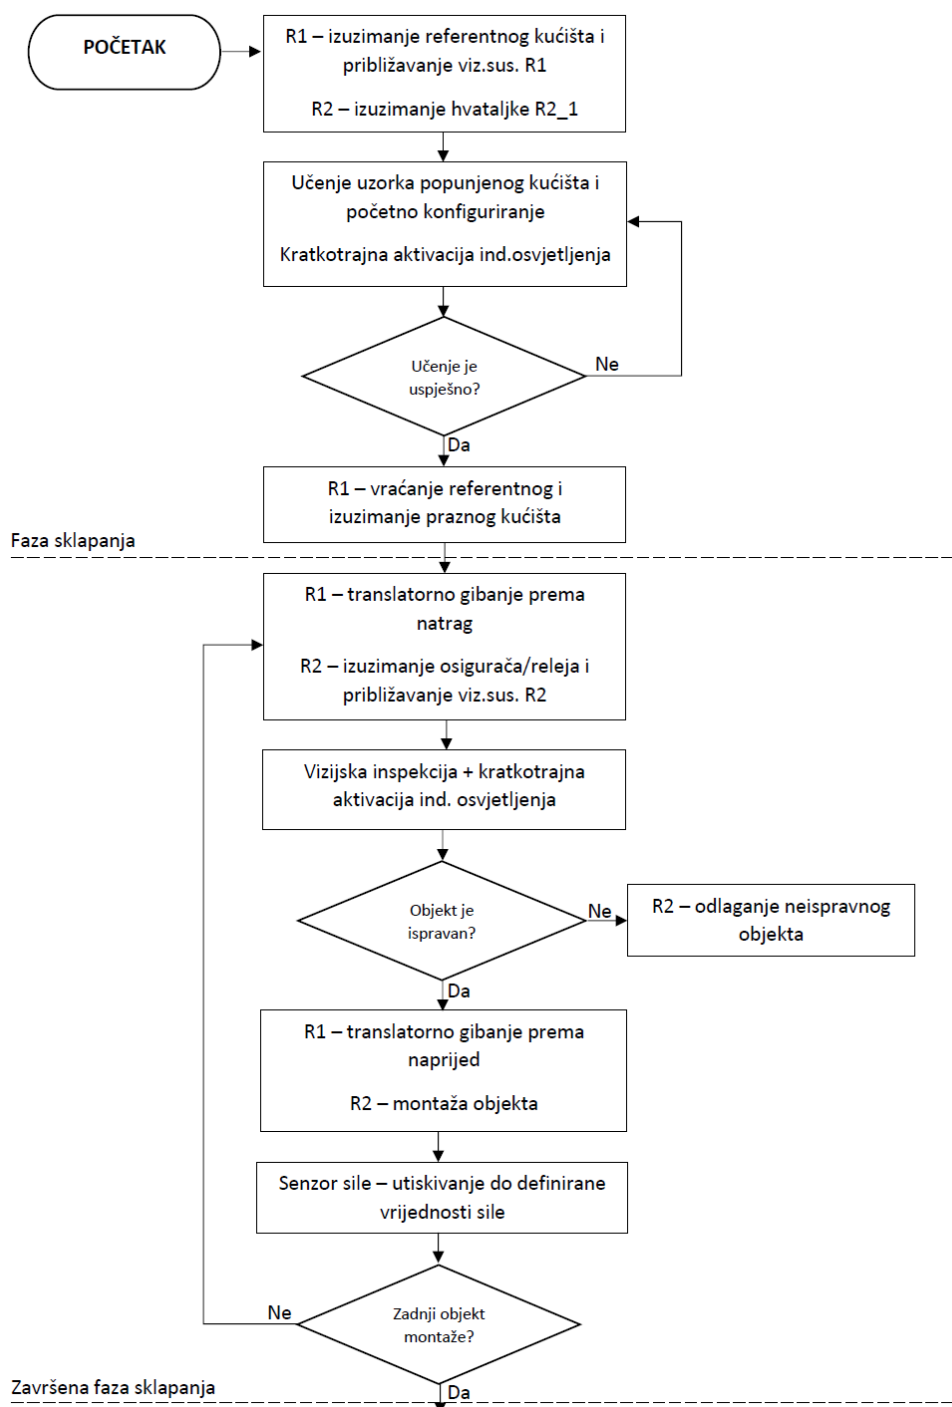 POČETAK
R1 – izuzimanje referentnog kućišta i
približavanje viz.sus. R1
R2 – izuzimanje hvataljke R2_1
Učenje uzorka popunjenog kućišta i
početno konfiguriranje
Kratkotrajna aktivacija ind.osvjetljenja
Učenje je
uspješno?
Ne
Da
R1 – vraćanje referentnog i
izuzimanje praznog kućišta
Faza sklapanja
R1 – translatorno gibanje prema
natrag
R2 – izuzimanje osigurača/releja i
približavanje viz.sus. R2
Vizijska inspekcija + kratkotrajna
aktivacija ind. osvjetljenja
Objekt je
ispravan?
Ne
R2 – odlaganje neispravnog
objekta
Da
R1 – translatorno gibanje prema
naprijed
R2 – montaža objekta
Senzor sile – utiskivanje do definirane
vrijednosti sile
Zadnji objekt
montaže?
Ne
Da
Završena faza sklapanja